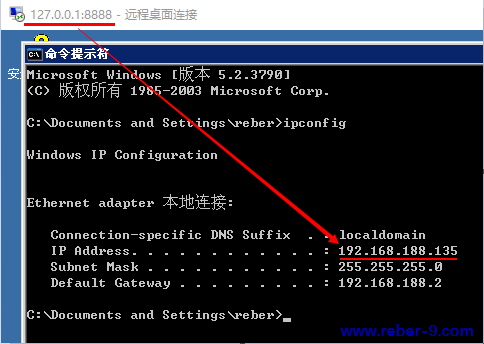 127.0.0.1:8888 - 远程桌面连接
命令提示符
安
Microsoft Windows [版本 5.2.3790]
(C) 版权所有 1985-2003 Microsoft Corp.
C:\Documents and Settings\reber>ipconfig
Windows IP Configuration
Ethernet adapter 本地连接:
Connection-specific DNS Suffix . : localdomain
IP Address. . . . . . . . . . . . : 192.168.188.135
Subnet Mask . . . . . . . . . . . : 255.255.255.0
Default Gateway . . . . . . . . . : 192.168.188.2
C:\Documents and Settings\reber>_
www.reber-9.com